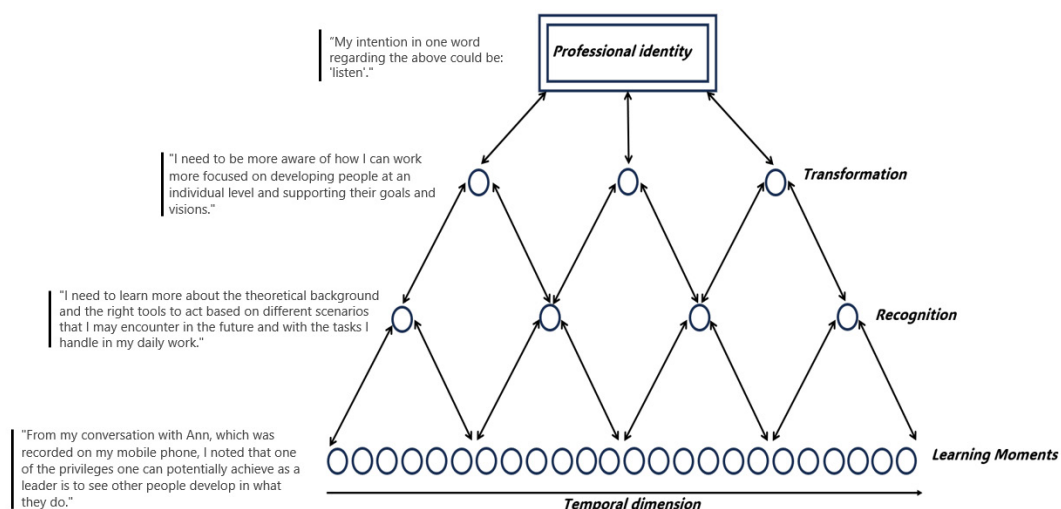 "My intention in one word
regarding the above could be:
'listen'."
Professional identity
"I need to be more aware of how I can work
more focused on developing people at an
individual level and supporting their goals and
visions."
Transformation
"I need to learn more about the theoretical background
and the right tools to act based on different scenarios
that I may encounter in the future and with the tasks I
handle in my daily work."
Recognition
"From my conversation with Ann, which was
recorded on my mobile phone, I noted that one
of the privileges one can potentially achieve as a
leader is to see other people develop in what
they do."
Learning Moments
Temporal dimension